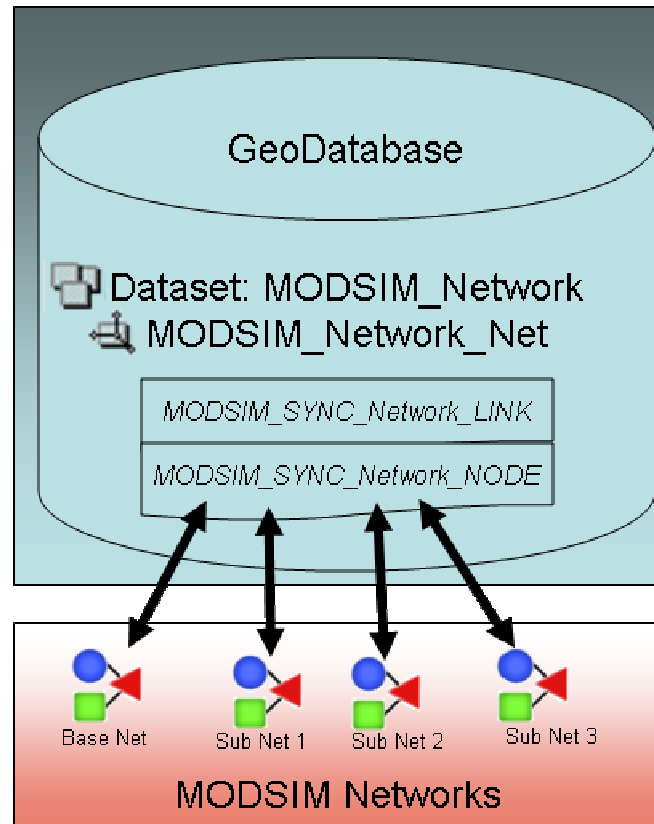 GeoDatabase
Dataset: MODSIM_Network
MODSIM_Network_Net
MODSIM_SYNC_Network_LINK
MODSIM_SYNC_Network_NODE
Base Net
Sub Net 1
Sub Net 2
Sub Net 3
MODSIM Networks